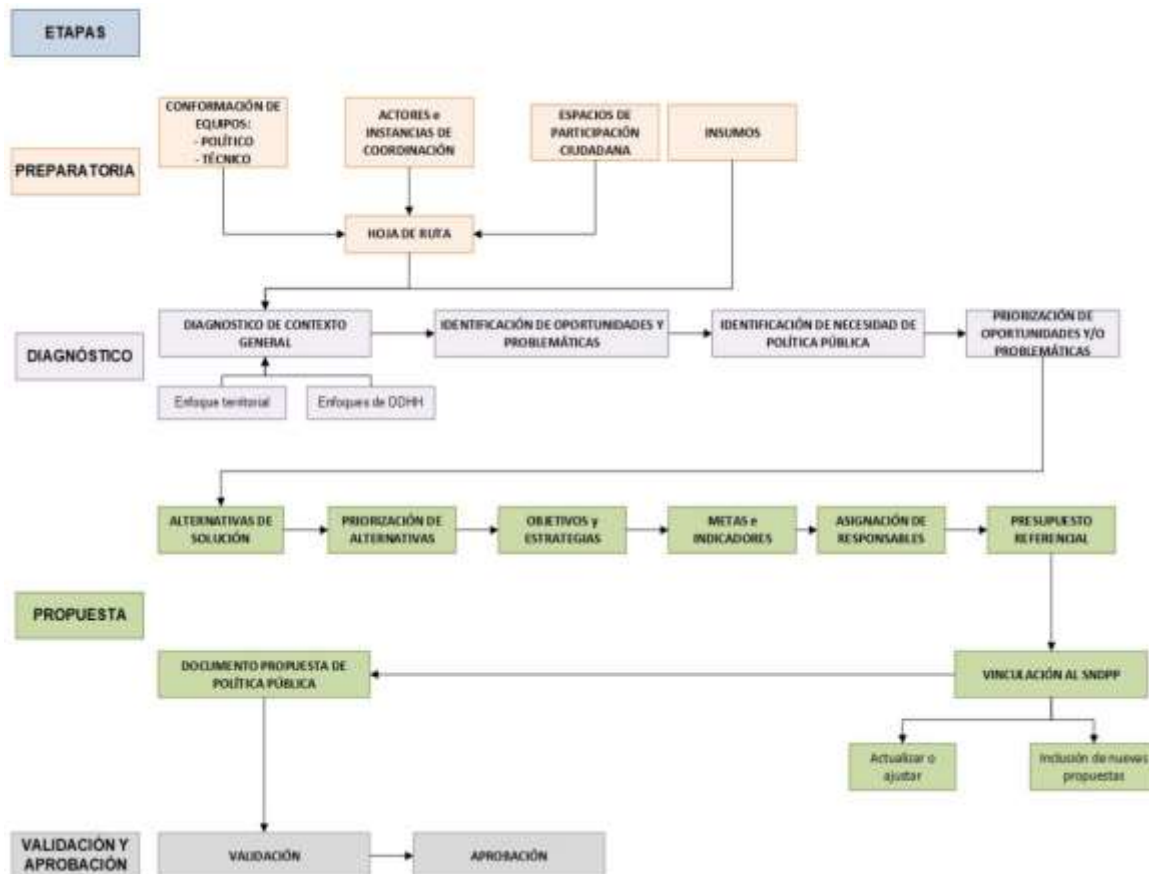 ETAPAS
PREPARATORIA
CONFORMACIÓN DE
EQUIPOS:
- POLÍTICO
- TÉCNICO
ACTORES e
INSTANCIAS DE
COORDINACIÓN
ESPACIOS DE
PARTICIPACIÓN
CIUDADANA
INSUMOS
HOJA DE RUTA
DIAGNÓSTICO
DIAGNOSTICO DE CONTEXTO
GENERAL
IDENTIFICACIÓN DE OPORTUNIDADES Y
PROBLEMÁTICAS
IDENTIFICACIÓN DE NECESIDAD DE
POLÍTICA PÚBLICA
PRIORIZACIÓN DE
OPORTUNIDADES Y/O
PROBLEMÁTICAS
Enfoque territorial
Enfoques de DDHH
ALTERNATIVAS DE
SOLUCIÓN
PRIORIZACIÓN DE
ALTERNATIVAS
OBJETIVOS y
ESTRATEGIAS
METAS e
INDICADORES
ASIGNACIÓN DE
RESPONSABLES
PRESUPUESTO
REFERENCIAL
PROPUESTA
DOCUMENTO PROPUESTA DE
POLÍTICA PÚBLICA
VINCULACIÓN AL SNDPP
Actualizar o
ajustar
Inclusión de nuevas
propuestas
VALIDACIÓN Y
APROBACIÓN
VALIDACIÓN
APROBACIÓN